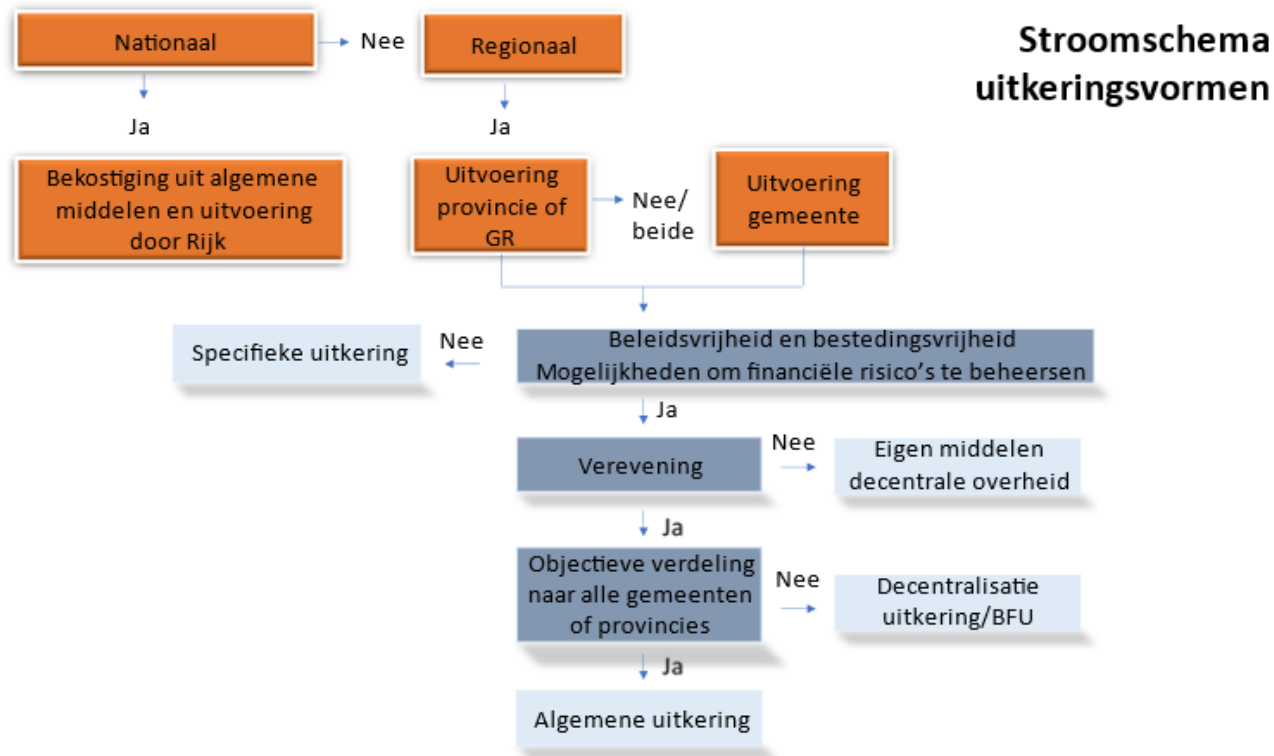 Stroomschema
uitkeringsvormen
Nationaal
Nee
Regionaal
Ja
Ja
Bekostiging uit algemene
middelen en uitvoering
door Rijk
Uitvoering
provincie of
GR
Nee/
beide
Uitvoering
gemeente
Specifieke uitkering
Nee
Beleidsvrijheid en bestedingsvrijheid
Mogelijkheden om financiële risico's te beheersen
Ja
Verevening
Nee
Eigen middelen
decentrale overheid
Ja
Objectieve verdeling
naar alle gemeenten
of provincies
Nee
Decentralisatie
uitkering/BFU
Ja
Algemene uitkering